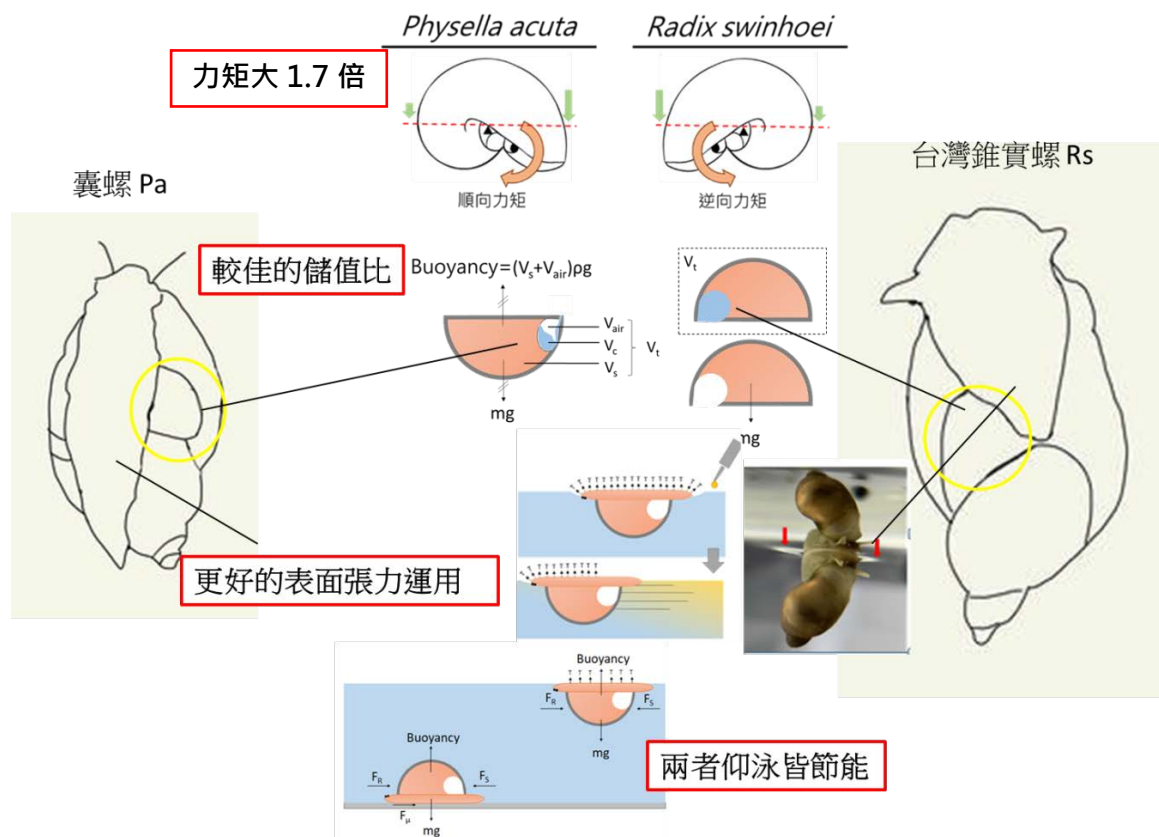 Physella acuta
Radix swinhoei
力矩大 1.7 倍
順向力矩
逆向力矩
囊螺 Pa
台灣錐實螺 Rs
較佳的儲值比
Buoyancy=(Vs+Vair)ρg
Vair
Vc
Vs
Vt
mg
Vt
mg
更好的表面張力運用
T T T T T T T T T T T T T T T T T
T T T T T T T T T T T
Buoyancy
T T T T T T
FR
FS
mg
Buoyancy
FR
FS
Fμ
mg
兩者仰泳皆節能